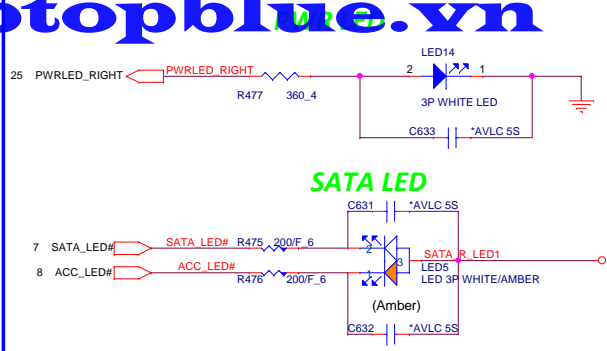 otopblue.vn
PWR LED
LED14
25 PWRLED_RIGHT PWRLED_RIGHT 2 1
R477 360_4 3P WHITE LED
C633 *AVLC 5S
SATA LED
C631 *AVLC 5S
7 SATA_LED# SATA_LED# R475 200/F_6 2 SATA_R_LED1
8 ACC_LED# ACC_LED# R476 200/F_6 1 3 LED5
LED 3P WHITE/AMBER
(Amber)
C632 *AVLC 5S